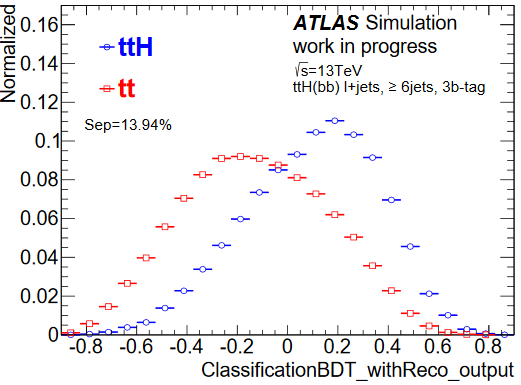 Normalized
0.16
0.14
0.12
0.1
0.08
0.06
0.04
0.02
0
ttH
tt
Sep=13.94%
ATLAS Simulation
work in progress
√s=13TeV
ttH(bb) l+jets, ≥ 6jets, 3b-tag
-0.8 -0.6 -0.4 -0.2 0 0.2 0.4 0.6 0.8
ClassificationBDT_withReco_output